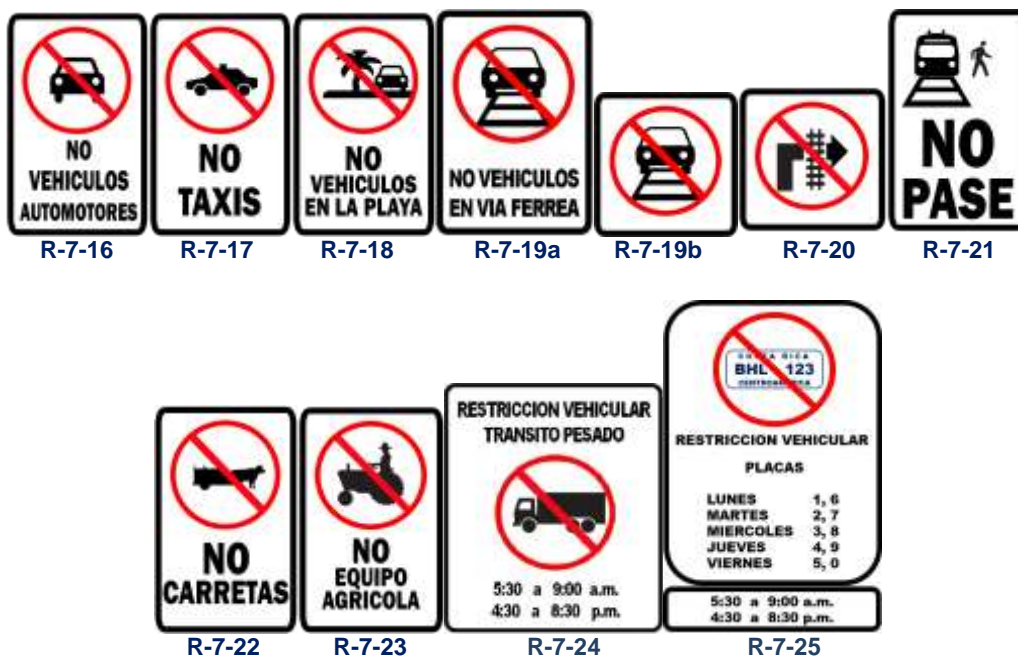 NO
VEHICULOS
AUTOMOTORES
R-7-16
NO
TAXIS
R-7-17
NO
VEHICULOS
EN LA PLAYA
R-7-18
NO VEHICULOS
EN VIA FERREA
R-7-19a
R-7-19b
R-7-20
NO
PASE
R-7-21
NO
CARRETAS
R-7-22
NO
EQUIPO
AGRICOLA
R-7-23
RESTRICCION VEHICULAR
TRANSITO PESADO
5:30 a 9:00 a.m.
4:30 a 8:30 p.m.
R-7-24
COSTA RICA
BHL 123
CENTROAMERICA
RESTRICCION VEHICULAR
PLACAS
LUNES 1, 6
MARTES 2, 7
MIERCOLES 3, 8
JUEVES 4, 9
VIERNES 5, 0
5:30 a 9:00 a.m.
4:30 a 8:30 p.m.
R-7-25